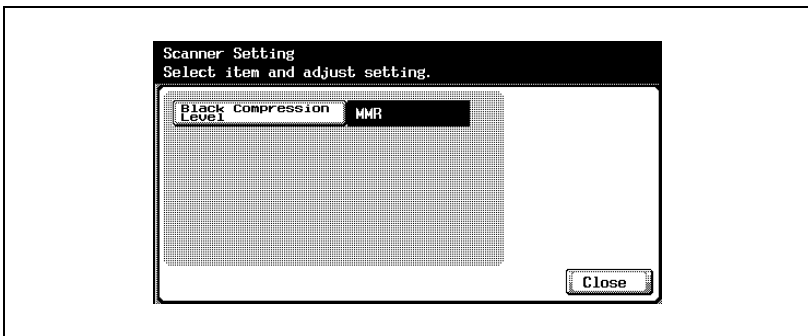 Scanner Setting
Select item and adjust setting.
Black Compression
Level
MMR
Close